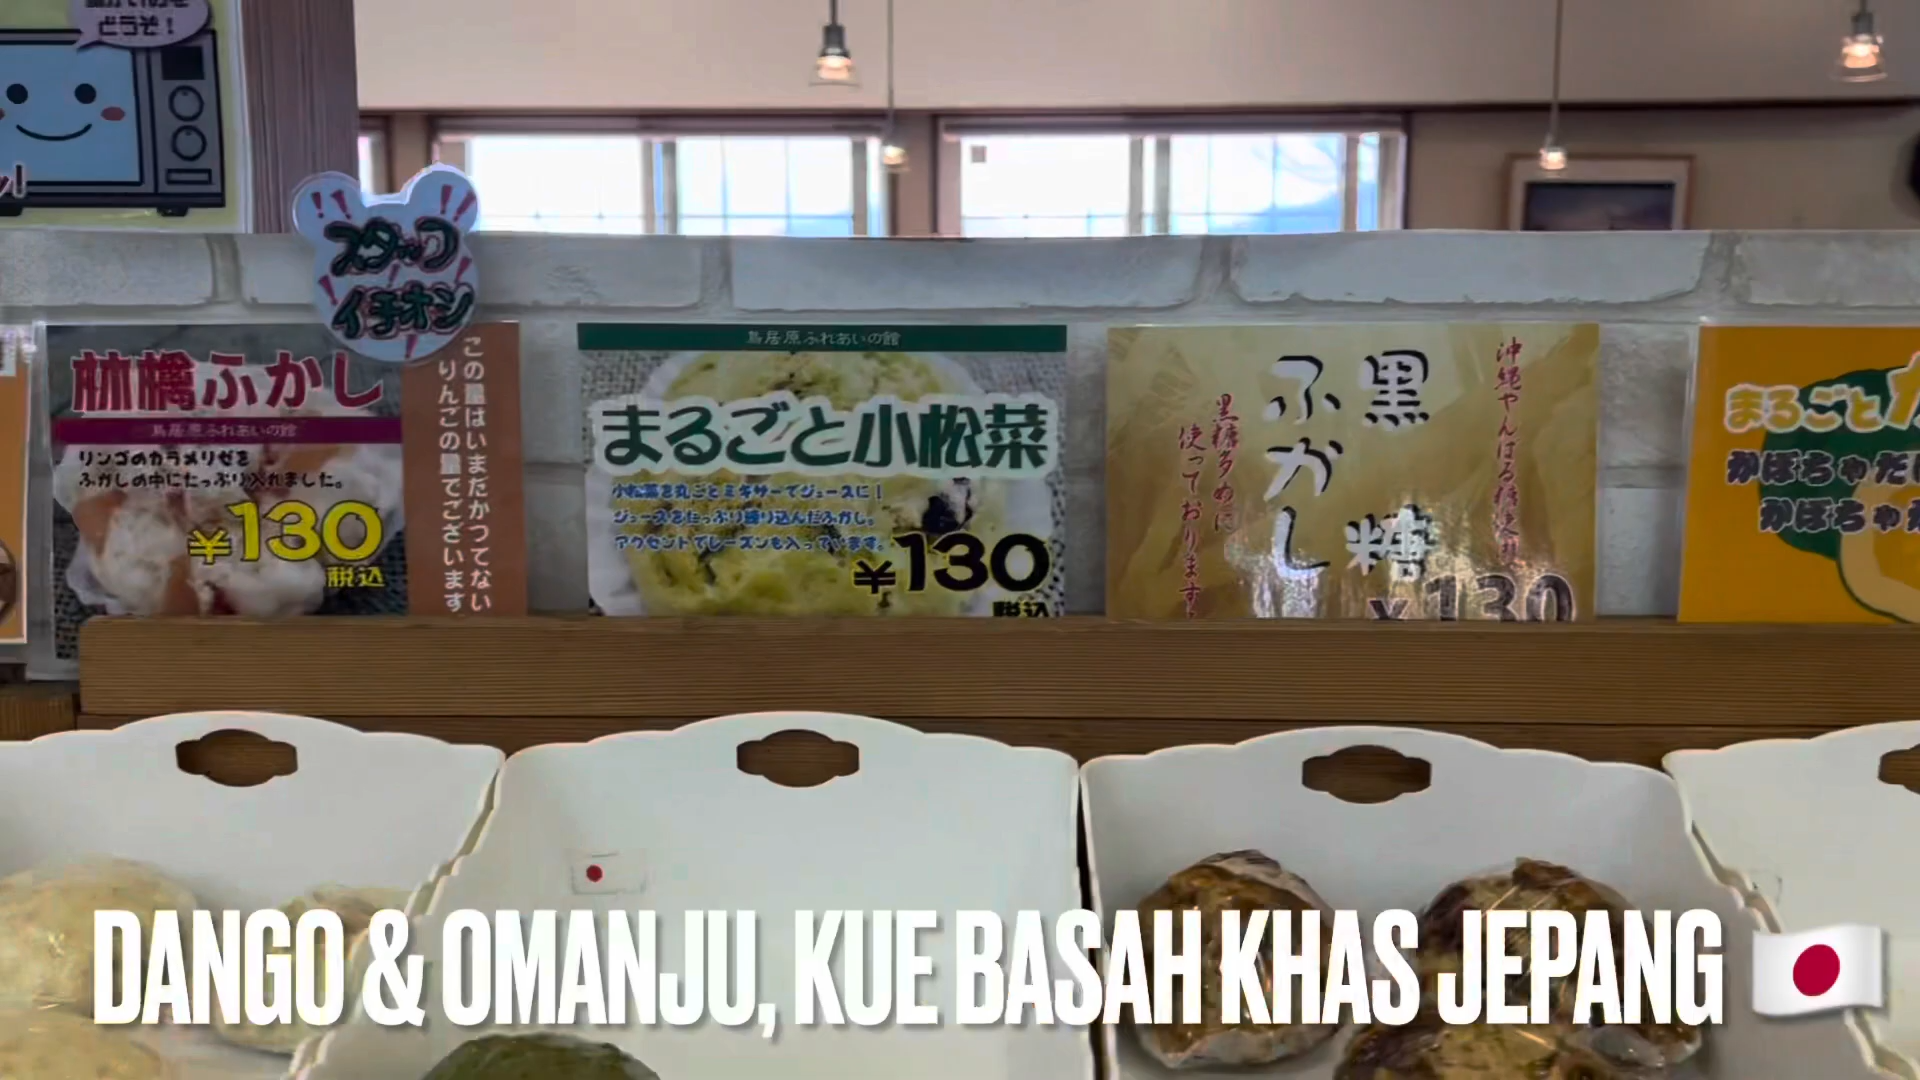 どうぞ！
スタッフ
イチオシ
林檎ふかし
鳥居原ふれあいの館
リンゴのカラメリゼを
ふかしの中にたっぷり入れました。
¥130
税込
この量はいまだかつてない
りんごの量でございます。
鳥居原ふれあいの館
まるごと小松菜
小松菜を丸ごとミキサーでジュースに！
ジュースをたっぷり練り込んだふかし。
アクセントでレーズンも入っています。
¥130
税込
沖縄やんばる糖使用
黒糖
ふかし
黒糖多めに
使っております。
¥130
まるごと
かぼちゃ
かぼちゃ
DANGO & OMANJU, KUE BASAH KHAS JEPANG